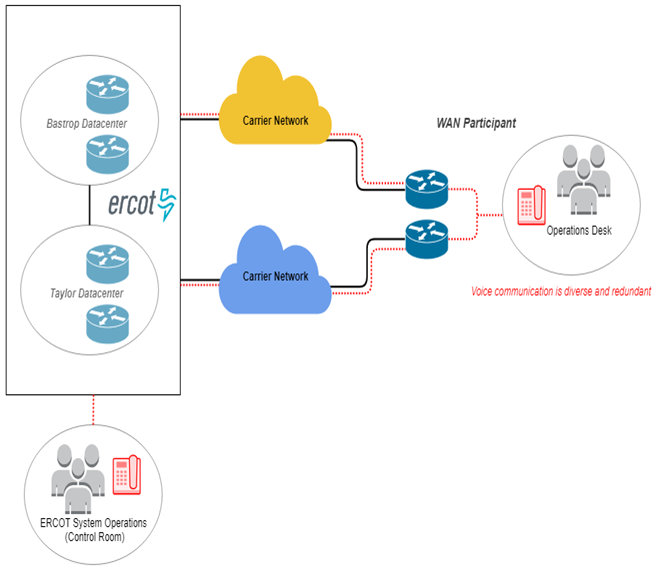 Bastrop Datacenter
ercot
Taylor Datacenter
Carrier Network
Carrier Network
WAN Participant
Operations Desk
Voice communication is diverse and redundant
ERCOT System Operations
(Control Room)